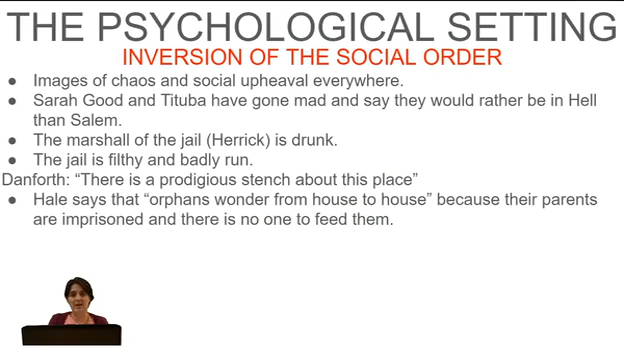 THE PSYCHOLOGICAL SETTING
INVERSION OF THE SOCIAL ORDER
● Images of chaos and social upheaval everywhere.
● Sarah Good and Tituba have gone mad and say they would rather be in Hell
than Salem.
● The marshall of the jail (Herrick) is drunk.
● The jail is filthy and badly run.
Danforth: “There is a prodigious stench about this place”
● Hale says that “orphans wonder from house to house” because their parents
are imprisoned and there is no one to feed them.